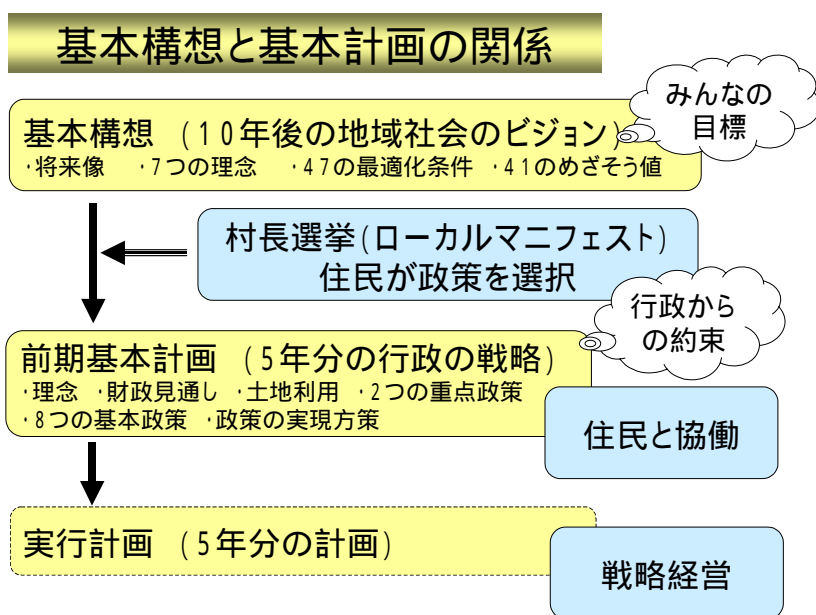 基本構想と基本計画の関係
みんなの
目標
基本構想 (10年後の地域社会のビジョン)
･将来像 ･7つの理念 ･47の最適化条件 ･41のめざそう値
村長選挙(ローカルマニフェスト)
住民が政策を選択
行政から
の約束
前期基本計画 (5年分の行政の戦略)
･理念 ･財政見通し ･土地利用 ･2つの重点政策
･8つの基本政策 ･政策の実現方策
住民と協働
実行計画 (5年分の計画)
戦略経営